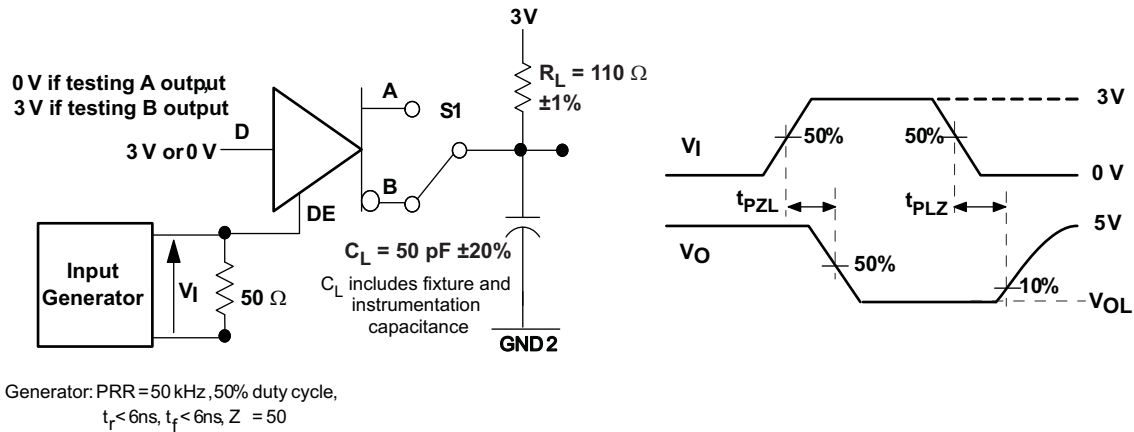 3V
0 V if testing A output
3 V if testing B output
R_L = 110 Ω
±1%
A
S1
D
3 V or 0 V
B
DE
Input
Generator
V_I
50 Ω
C_L = 50 pF ±20%
C_L includes fixture and
instrumentation
capacitance
GND 2
Generator: PRR = 50 kHz, 50% duty cycle,
t_r < 6ns, t_f < 6ns, Z = 50
3V
V_I
50%
50%
0 V
t_PZL
t_PLZ
5V
V_O
50%
10%
V_OL